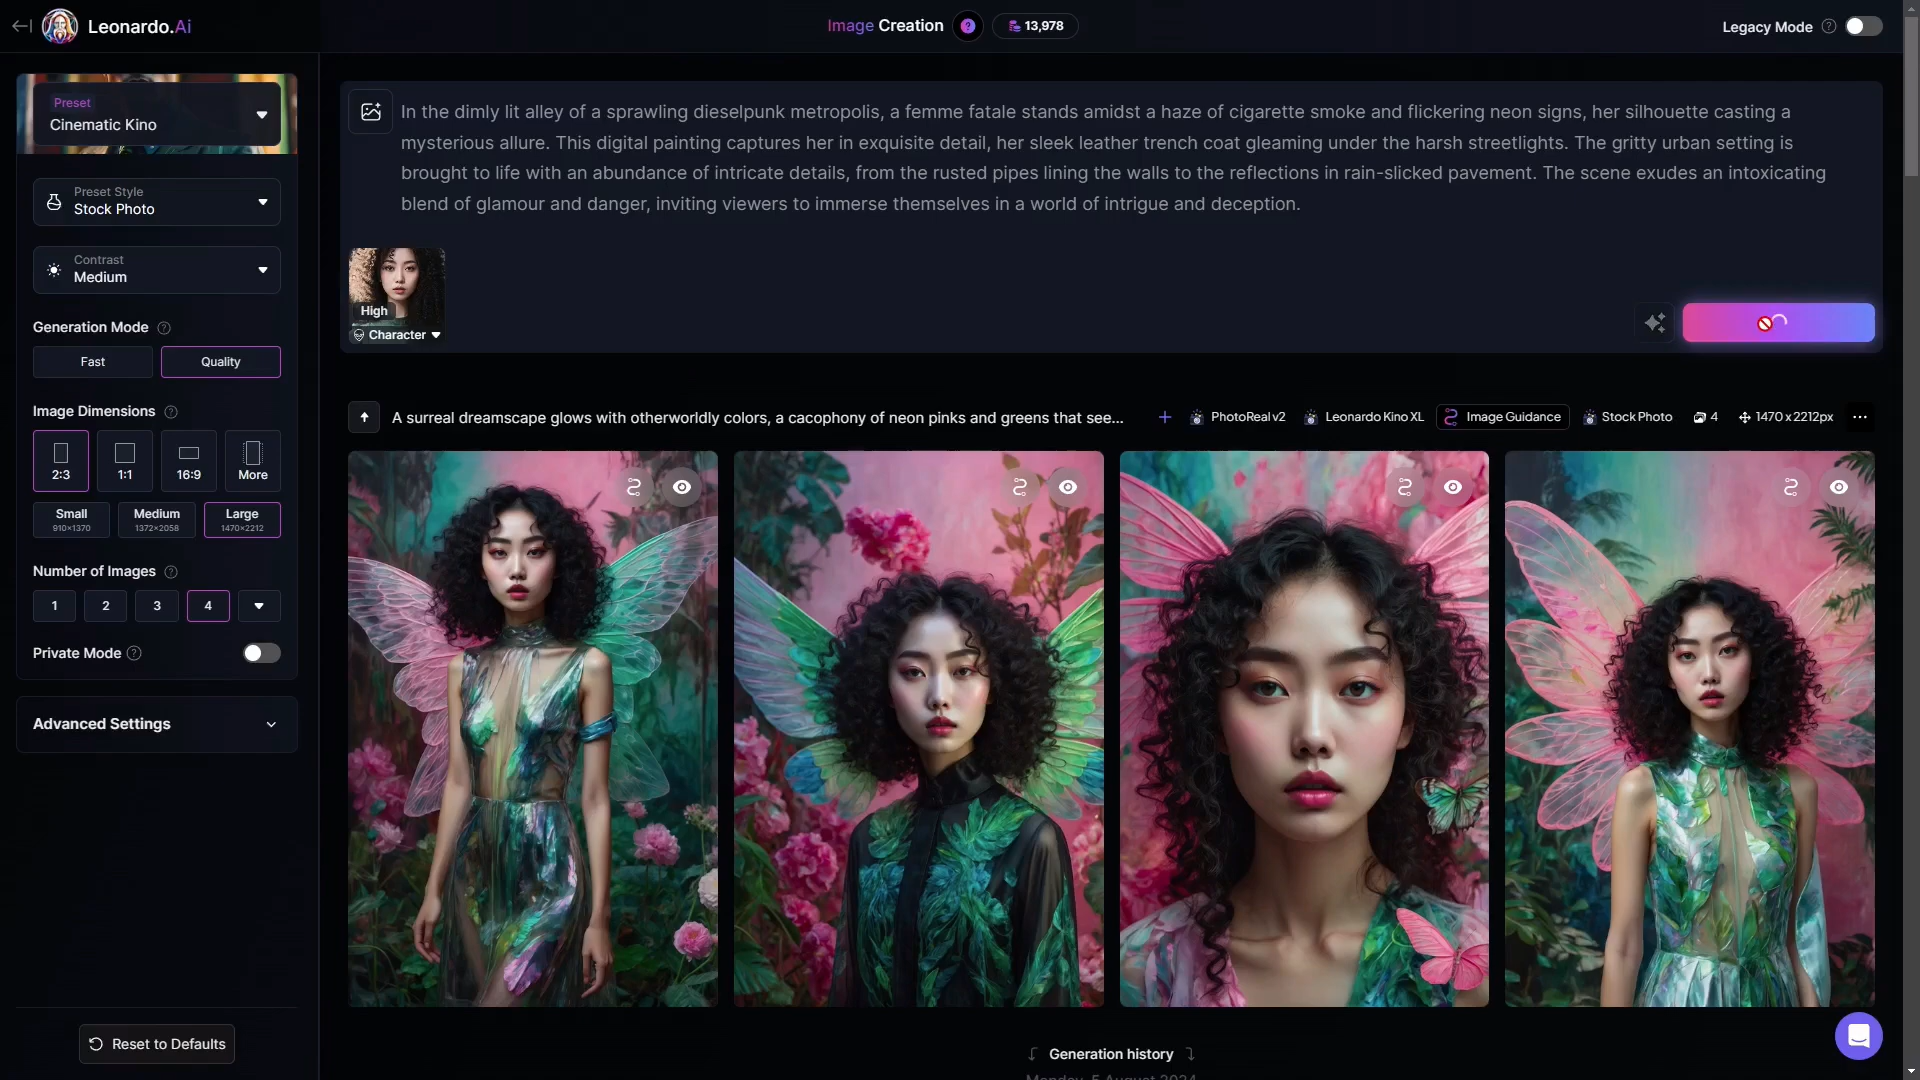 Leonardo.Ai
Image Creation
?
13,978
Legacy Mode
?
Preset
Cinematic Kino
Preset Style
Stock Photo
Contrast
Medium
Generation Mode
?
Fast
Quality
Image Dimensions
?
2:3
1:1
16:9
More
Small
910×1370
Medium
1372×2058
Large
1470×2212
Number of Images
?
1
2
3
4
Private Mode
?
Advanced Settings
Reset to Defaults
In the dimly lit alley of a sprawling dieselpunk metropolis, a femme fatale stands amidst a haze of cigarette smoke and flickering neon signs, her silhouette casting a
mysterious allure. This digital painting captures her in exquisite detail, her sleek leather trench coat gleaming under the harsh streetlights. The gritty urban setting is
brought to life with an abundance of intricate details, from the rusted pipes lining the walls to the reflections in rain-slicked pavement. The scene exudes an intoxicating
blend of glamour and danger, inviting viewers to immerse themselves in a world of intrigue and deception.
High
Character
A surreal dreamscape glows with otherworldly colors, a cacophony of neon pinks and greens that see...
PhotoReal v2
Leonardo Kino XL
Image Guidance
Stock Photo
4
1470 x 2212px
Generation history
Monday, 5 August 2024